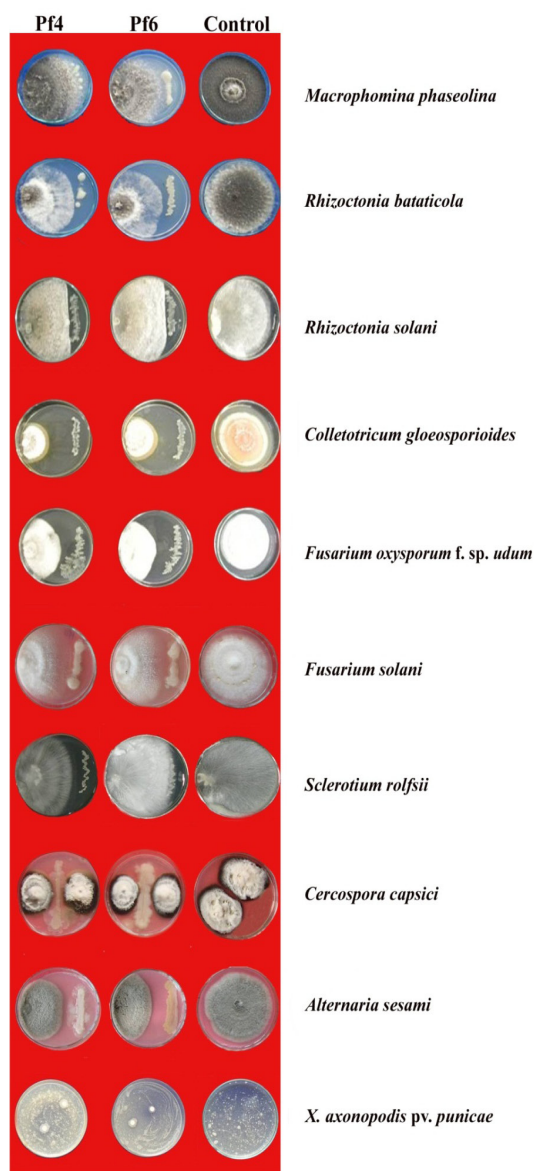 Pf4 Pf6 Control
Macrophomina phaseolina
Rhizoctonia bataticola
Rhizoctonia solani
Colletotricum gloeosporioides
Fusarium oxysporum f. sp. udum
Fusarium solani
Sclerotium rolfsii
Cercospora capsici
Alternaria sesami
X. axonopodis pv. punicae